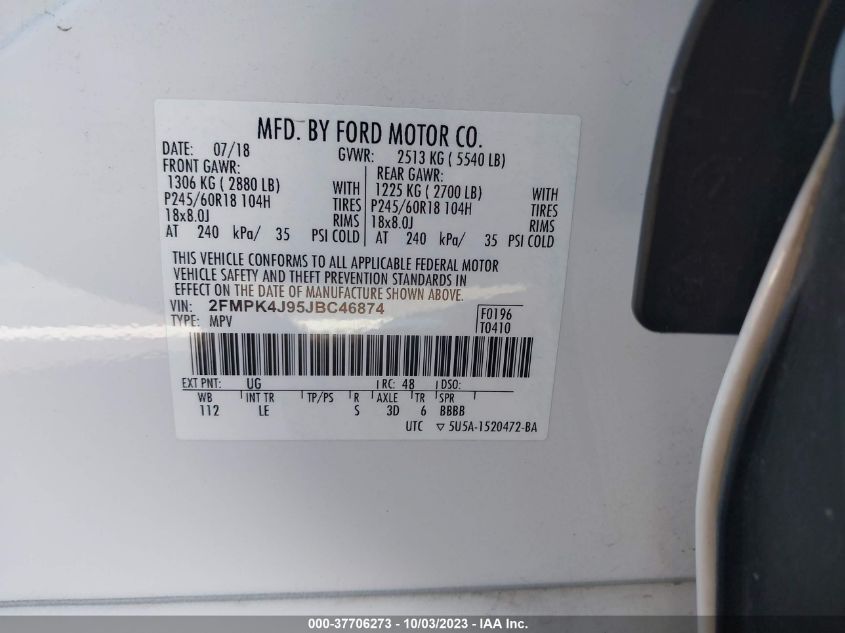 MFD. BY FORD MOTOR CO.
DATE: 07/18 GVWR: 2513 KG ( 5540 LB)
FRONT GAWR: REAR GAWR:
1306 KG ( 2880 LB) WITH 1225 KG ( 2700 LB) WITH
P245/60R18 104H TIRES P245/60R18 104H TIRES
18x8.0J RIMS 18x8.0J RIMS
AT 240 kPa/ 35 PSI COLD AT 240 kPa/ 35 PSI COLD
THIS VEHICLE CONFORMS TO ALL APPLICABLE FEDERAL MOTOR
VEHICLE SAFETY AND THEFT PREVENTION STANDARDS IN
EFFECT ON THE DATE OF MANUFACTURE SHOWN ABOVE.
VIN: 2FMPK4J95JBC46874 F0196
TYPE: MPV T0410
EXT PNT: UG RC: 48 DSO:
WB INT TR TP/PS R AXLE TR SPR
112 LE S 3D 6 BBBB
UTC ▽ 5U5A-1520472-BA
000-37706273 - 10/03/2023 - IAA Inc.